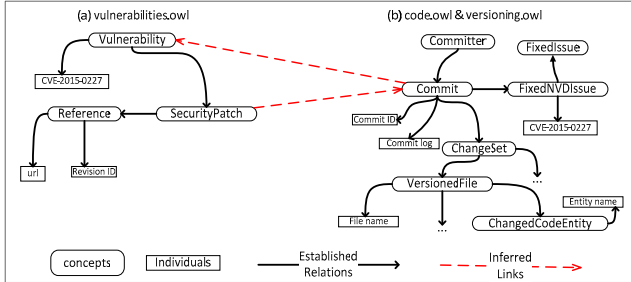 (a) vulnerabilities.owl
(b) code.owl & versioning.owl
Vulnerability
CVE-2015-0227
Reference
SecurityPatch
url
Revision ID
Committer
FixedIssue
Commit
FixedNVDIssue
Commit ID
CVE-2015-0227
Commit log
ChangeSet
...
VersionedFile
Entity name
File name
...
ChangedCodeEntity
concepts
Individuals
Established
Relations
Inferred
Links